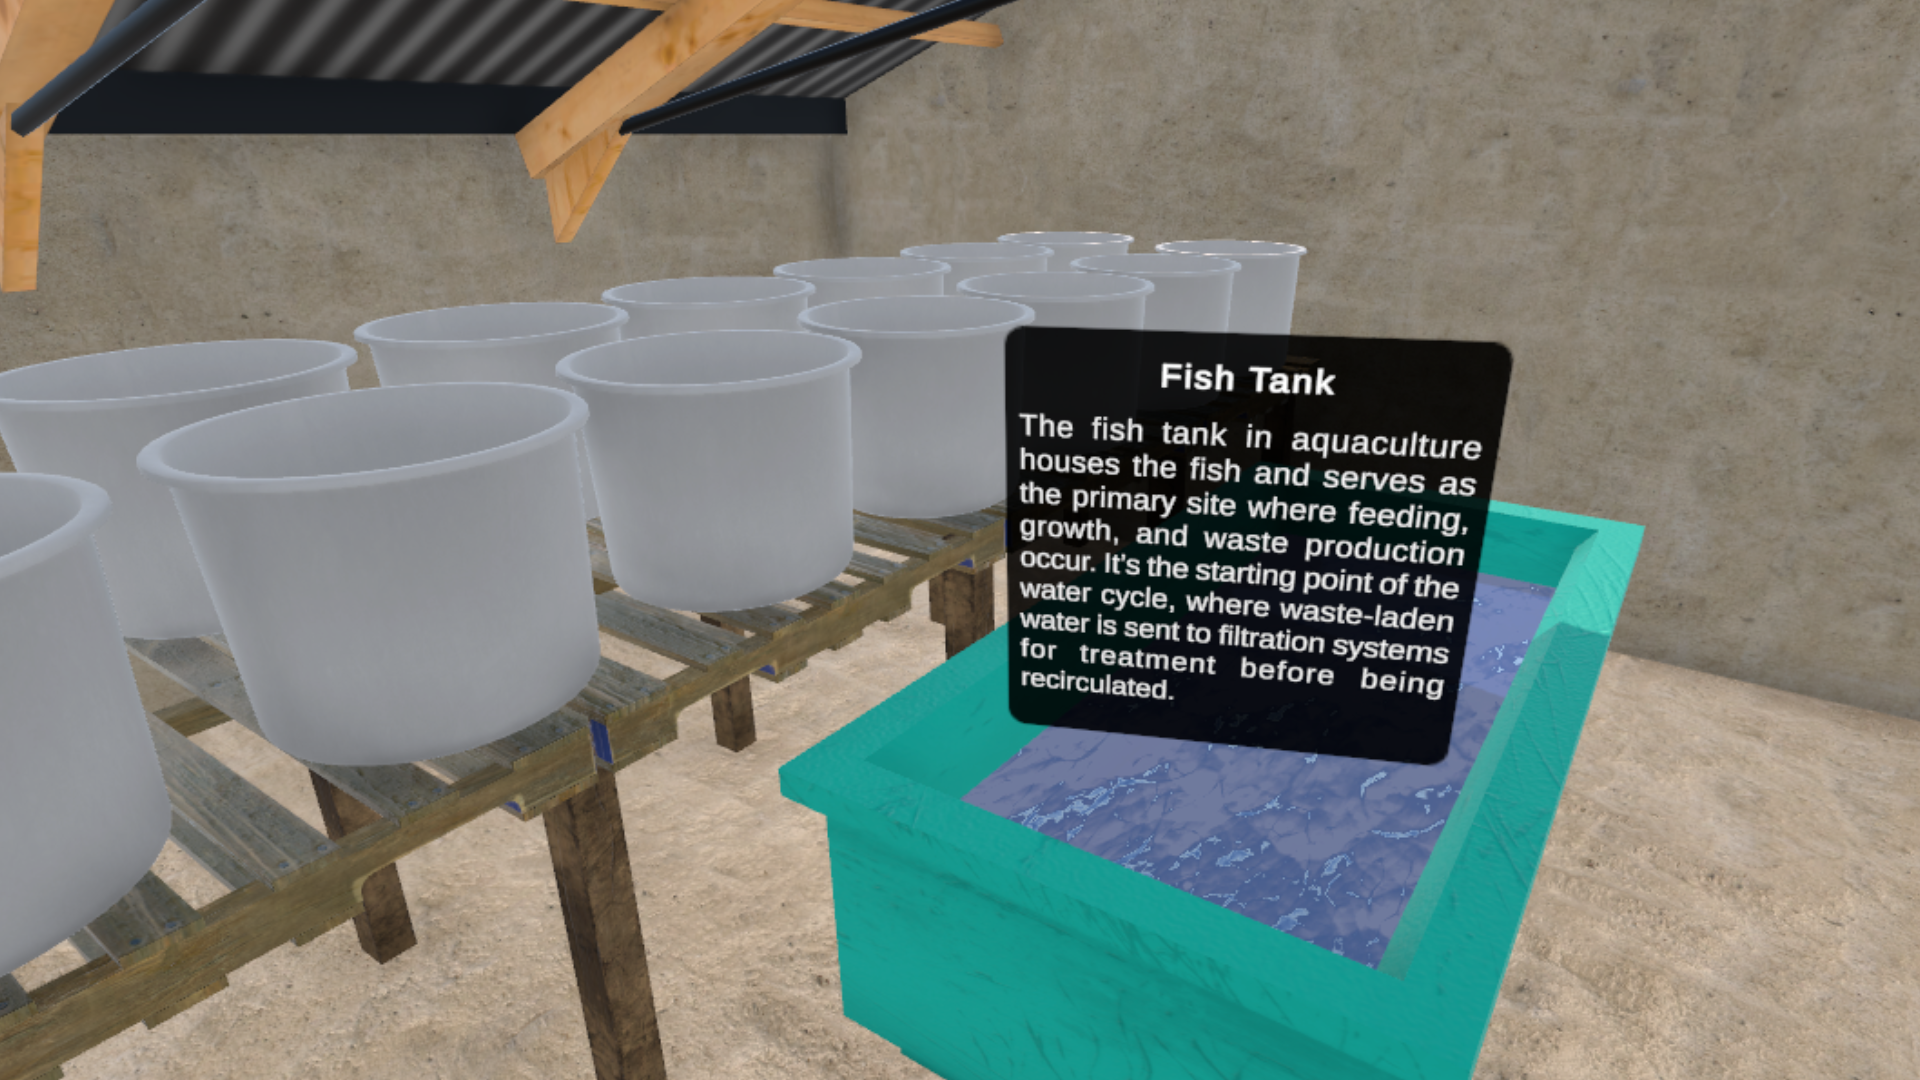 Fish Tank
The fish tank in aquaculture
houses the fish and serves as
the primary site where feeding,
growth, and waste production
occur. It's the starting point of the
water cycle, where waste-laden
water is sent to filtration systems
for treatment before being
recirculated.